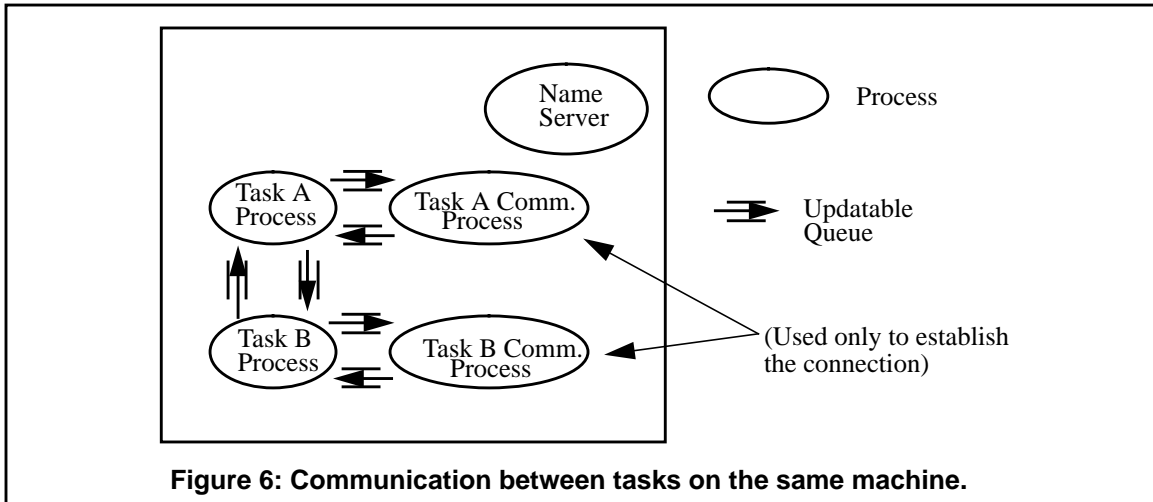 Name
Server
Process
Task A
Process
Task A Comm.
Process
Updatable
Queue
Task B
Process
Task B Comm.
Process
(Used only to establish
the connection)
Figure 6: Communication between tasks on the same machine.